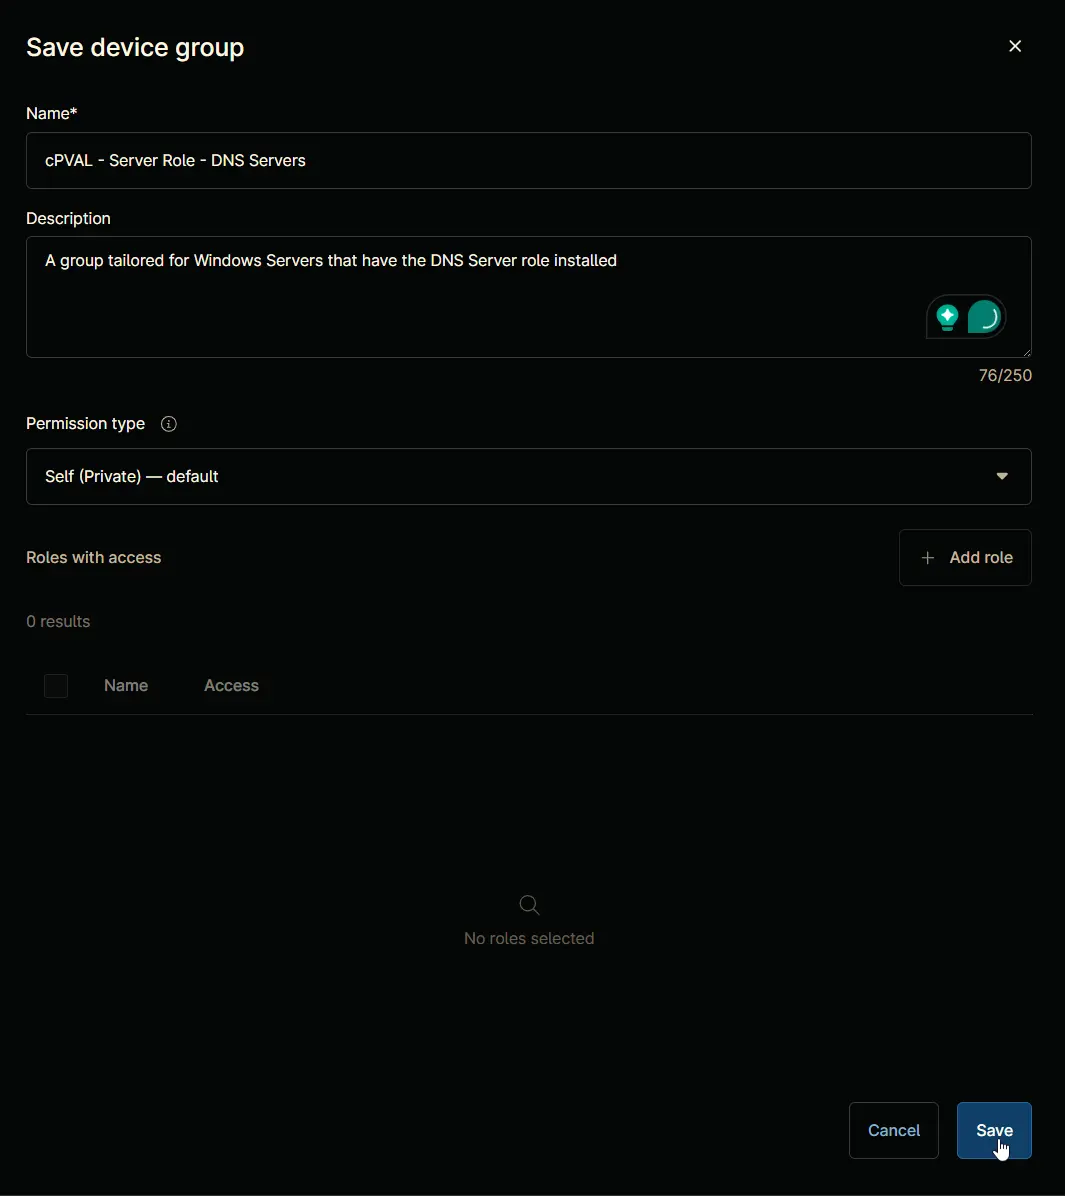 Save device group
Name*
cPVAL - Server Role - DNS Servers
Description
A group tailored for Windows Servers that have the DNS Server role installed
76/250
Permission type
Self (Private) — default
Roles with access
Add role
0 results
Name Access
No roles selected
Cancel Save